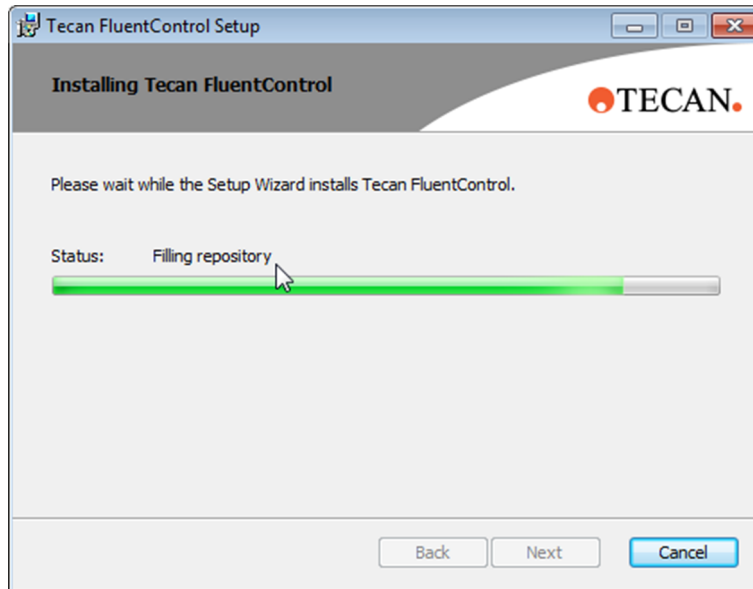 Tecan FluentControl Setup
Installing Tecan FluentControl
TECAN.
Please wait while the Setup Wizard installs Tecan FluentControl.
Status: Filling repository
Back Next Cancel